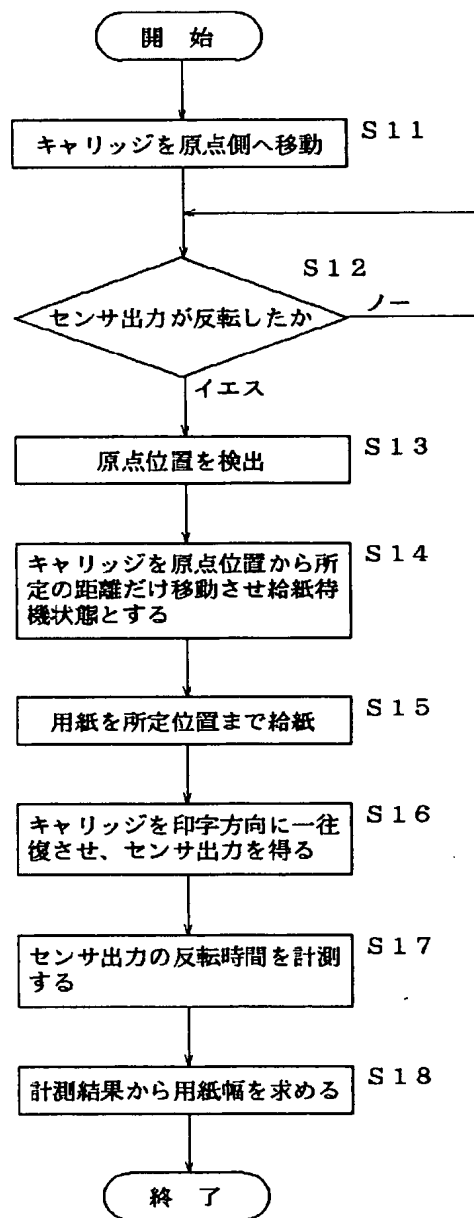 開 始
キャリッジを原点側へ移動
S11
S12
センサ出力が反転したか
ノー
イエス
原点位置を検出
S13
キャリッジを原点位置から所
定の距離だけ移動させ給紙待
機状態とする
S14
用紙を所定位置まで給紙
S15
キャリッジを印字方向に一往
復させ、センサ出力を得る
S16
センサ出力の反転時間を計測
する
S17
計測結果から用紙幅を求める
S18
終 了